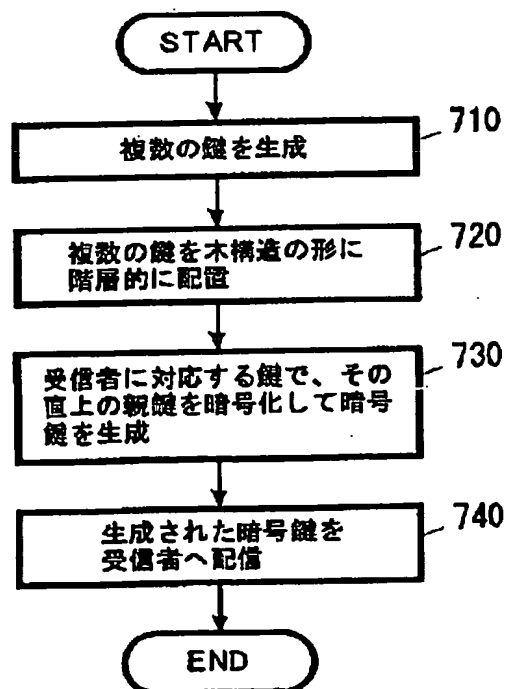 START
複数の鍵を生成
710
複数の鍵を木構造の形に
階層的に配置
720
受信者に対応する鍵で、その
直上の親鍵を暗号化して暗号
鍵を生成
730
生成された暗号鍵を
受信者へ配信
740
END